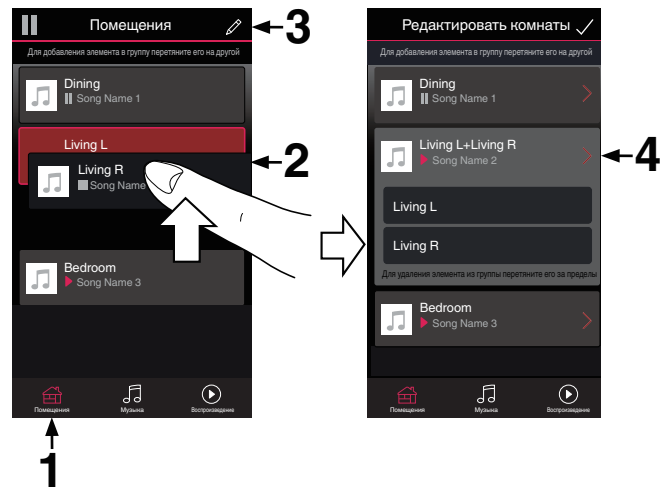 Помещения
3
Для добавления элемента в группу перетяните его на другой
Dining
Song Name 1
Living L
2
Living R
Song Name
Bedroom
Song Name 3
Помещения
Музыка
Воспроизведение
1
Редактировать комнаты
Для добавления элемента в группу перетяните его на другой
Dining
Song Name 1
Living L+Living R
Song Name 2
4
Living L
Living R
Для удаления элемента из группы перетяните его за пределы
Bedroom
Song Name 3
Помещения
Музыка
Воспроизведение